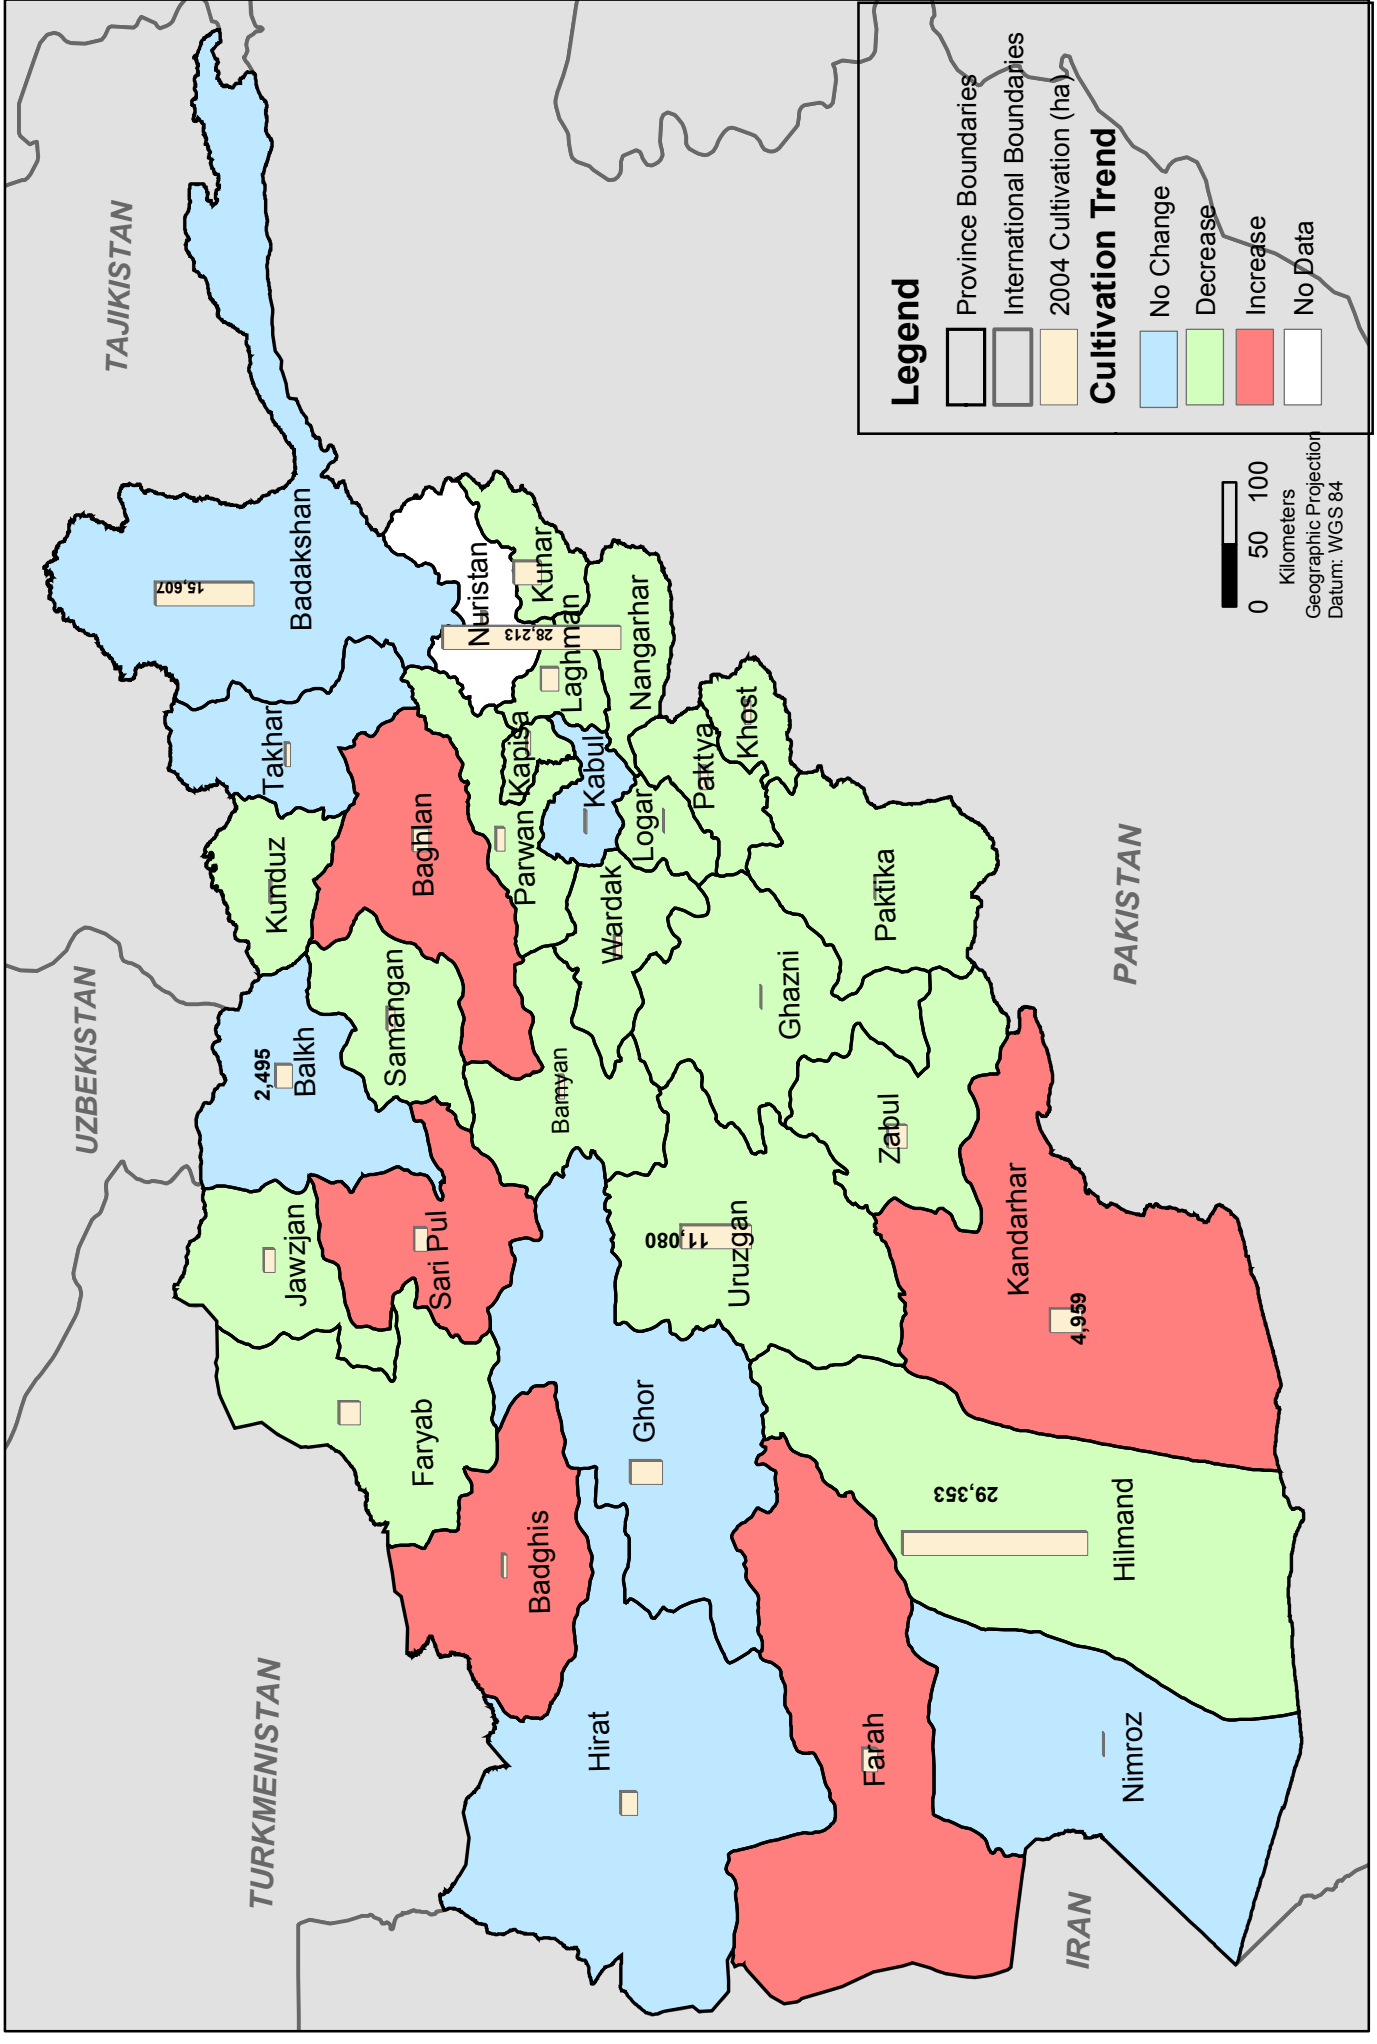 TURKMENISTAN
UZBEKISTAN
TAJIKISTAN
IRAN
PAKISTAN
Badakshan
15,607
Takhar
Kunduz
Balkh
2,495
Jawzjan
Faryab
Sari Pul
Samangan
Baghlan
Badghis
Hirat
Ghor
Bamyan
Parwan
Kapisa
Nuristan
Kunar
Laghman
28,213
Nangarhar
Kabul
Wardak
Logar
Paktya
Khost
Ghazni
Paktika
Uruzgan
11,080
Zabul
Farah
Nimroz
Hilmand
29,353
Kandarhar
4,959
Legend
Province Boundaries
International Boundaries
2004 Cultivation (ha)
Cultivation Trend
No Change
Decrease
Increase
No Data
0 50 100
Kilometers
Geographic Projection
Datum: WGS 84